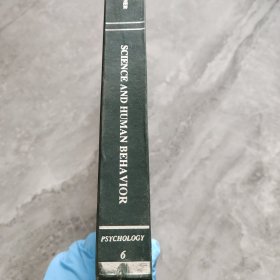 SCIENCE AND HUMAN BEHAVIOR
PSYCHOLOGY
6